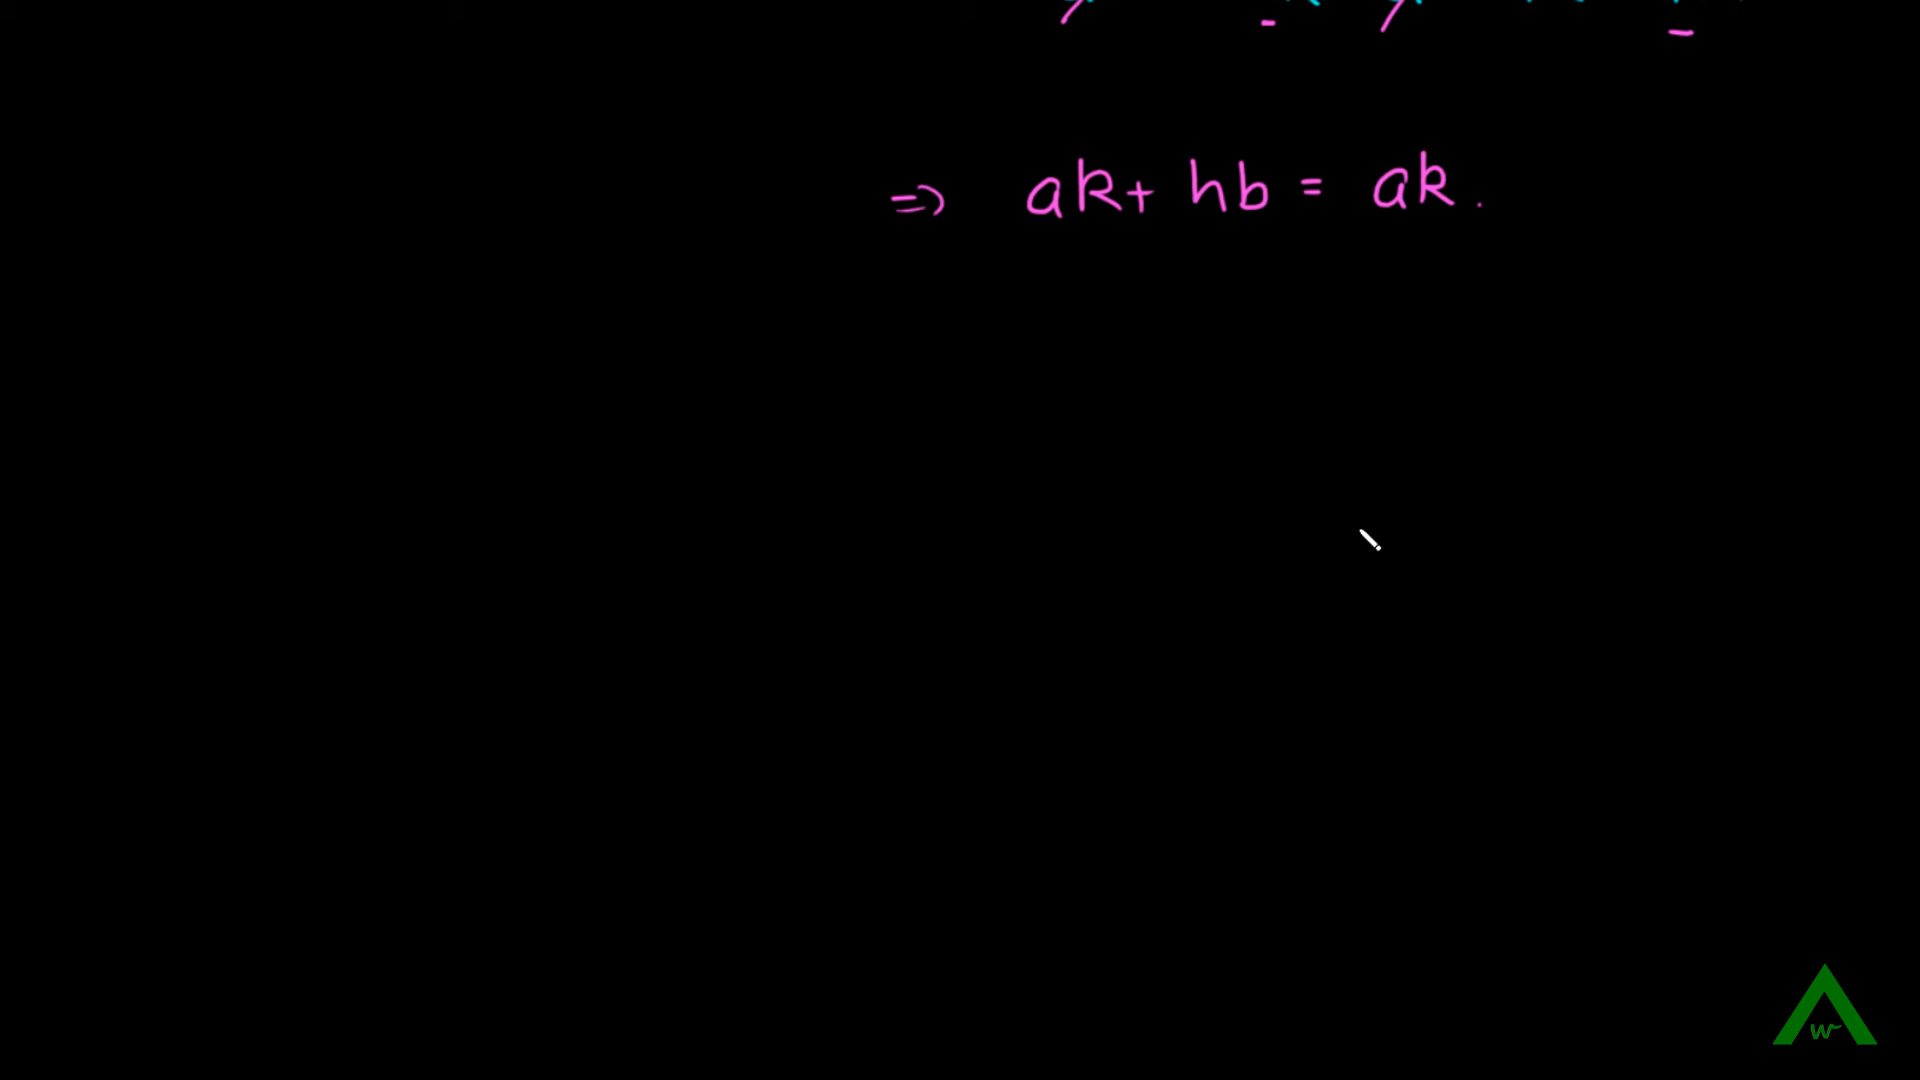 ⇒ ak + hb = ak.
w